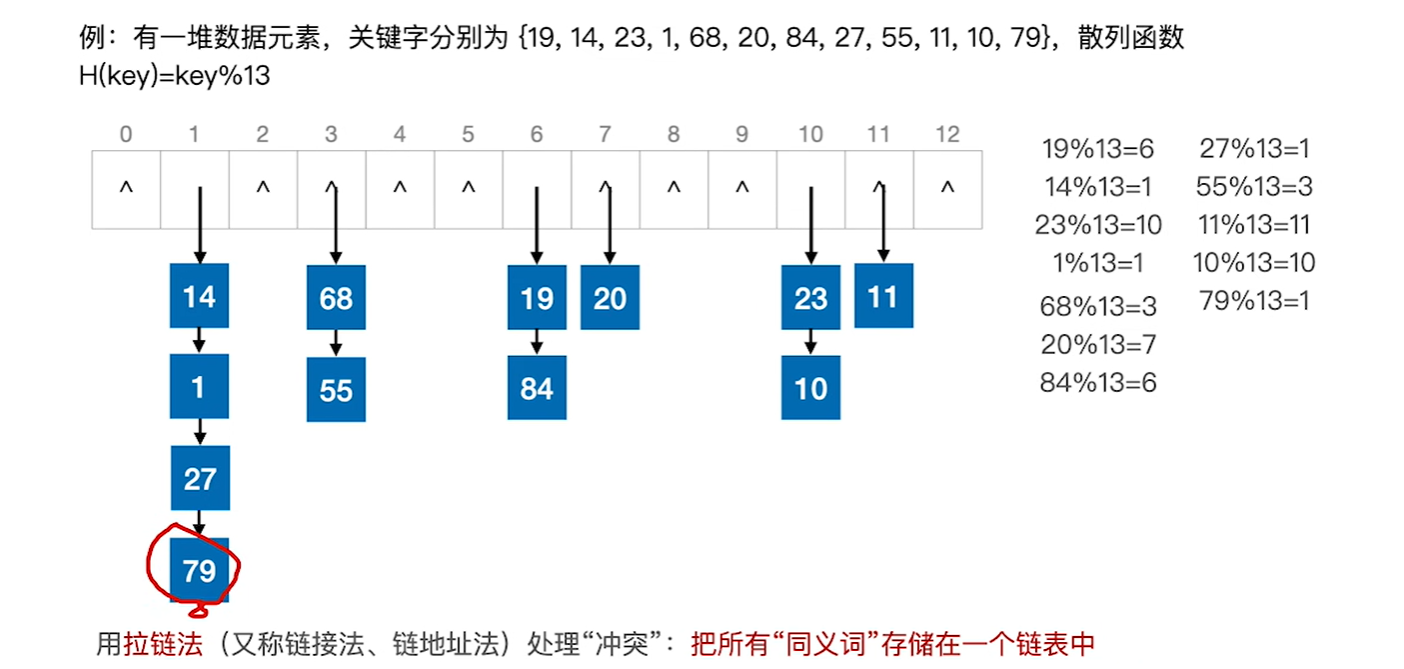 例：有一堆数据元素，关键字分别为 {19, 14, 23, 1, 68, 20, 84, 27, 55, 11, 10, 79}，散列函数
H(key)=key%13
0 1 2 3 4 5 6 7 8 9 10 11 12
^ ^ ^ ^ ^ ^ ^ ^ ^ ^
19%13=6 27%13=1
14%13=1 55%13=3
23%13=10 11%13=11
1%13=1 10%13=10
68%13=3 79%13=1
20%13=7
84%13=6
14 68 19 20 23 11
1 55 84 10
27
79
用拉链法（又称链接法、链地址法）处理“冲突”：把所有“同义词”存储在一个链表中